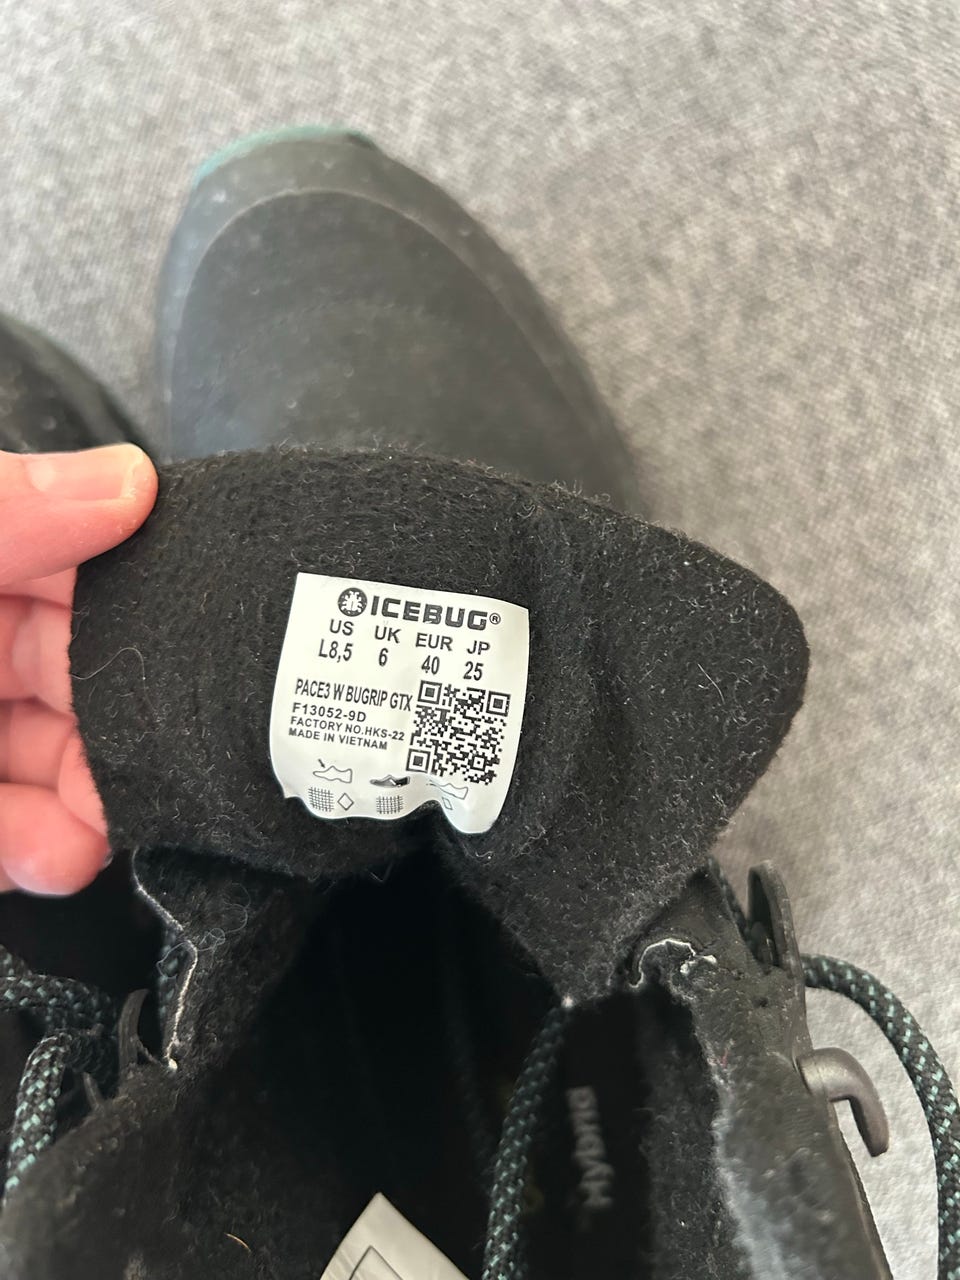 ICEBUG®
US UK EUR JP
L8,5 6 40 25
PACE3 W BUGRIP GTX
F13052-9D
FACTORY NO.HKS-22
MADE IN VIETNAM
Hybrid